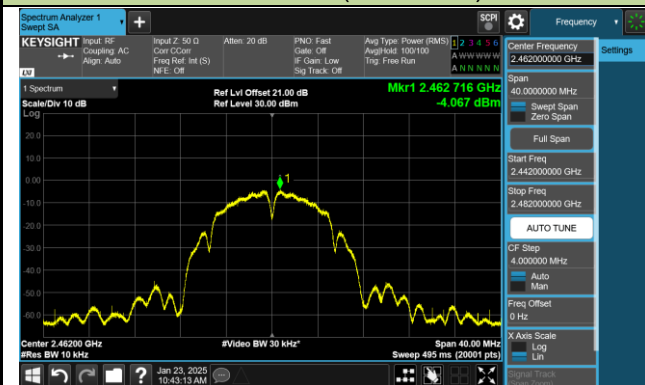 Spectrum Analyzer 1
Swept SA
+
SCPI
Frequency
KEYSIGHT
Input: RF
Coupling: AC
Align: Auto
Input Z: 50 Ω
Corr CCorr
Freq Ref: Int (S)
NFE: Off
Atten: 20 dB
PNO: Fast
Gate: Off
IF Gain: Low
Sig Track: Off
Avg Type: Power (RMS)
Avg|Hold: 100/100
Trig: Free Run
1 2 3 4 5 6
A W W W W W
A N N N N N
LXI
1 Spectrum
Scale/Div 10 dB
Log
Ref Lvl Offset 21.00 dB
Ref Level 30.00 dBm
Mkr1 2.462 716 GHz
-4.067 dBm
20.0
10.0
0.00
-10.0
-20.0
-30.0
-40.0
-50.0
-60.0
1
Center 2.46200 GHz
#Res BW 10 kHz
#Video BW 30 kHz*
Span 40.00 MHz
Sweep 495 ms (20001 pts)
Jan 23, 2025
10:43:13 AM
?
Center Frequency
2.462000000 GHz
Settings
Span
40.0000000 MHz
Swept Span
Zero Span
Full Span
Start Freq
2.442000000 GHz
Stop Freq
2.482000000 GHz
AUTO TUNE
CF Step
4.000000 MHz
Auto
Man
Freq Offset
0 Hz
X Axis Scale
Log
Lin
Signal Track
(Span Zoom)